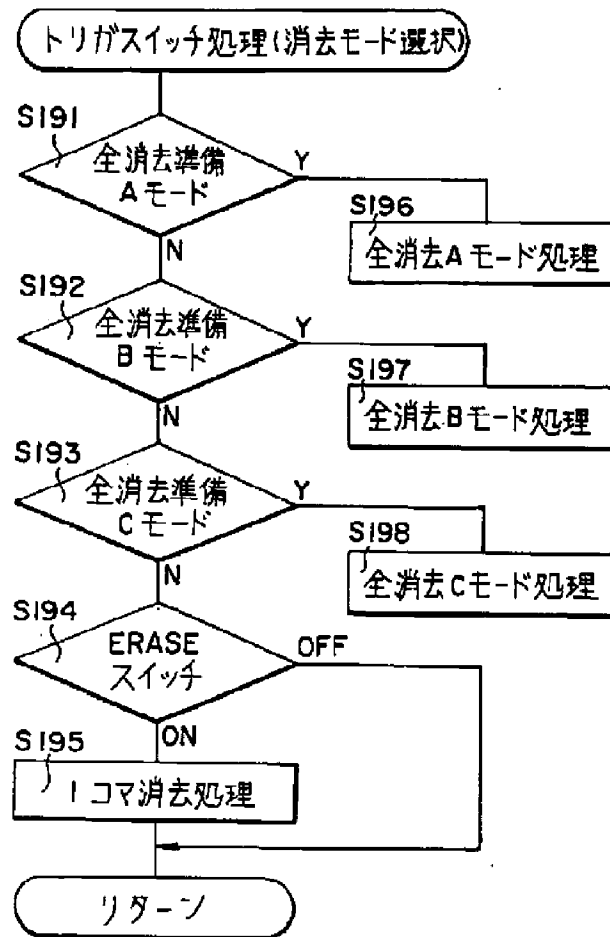 トリガスイッチ処理(消去モード選択)
S191
全消去準備
Aモード
Y
N
S196
全消去Aモード処理
S192
全消去準備
Bモード
Y
N
S197
全消去Bモード処理
S193
全消去準備
Cモード
Y
N
S198
全消去Cモード処理
S194
ERASE
スイッチ
OFF
ON
S195
1コマ消去処理
リターン